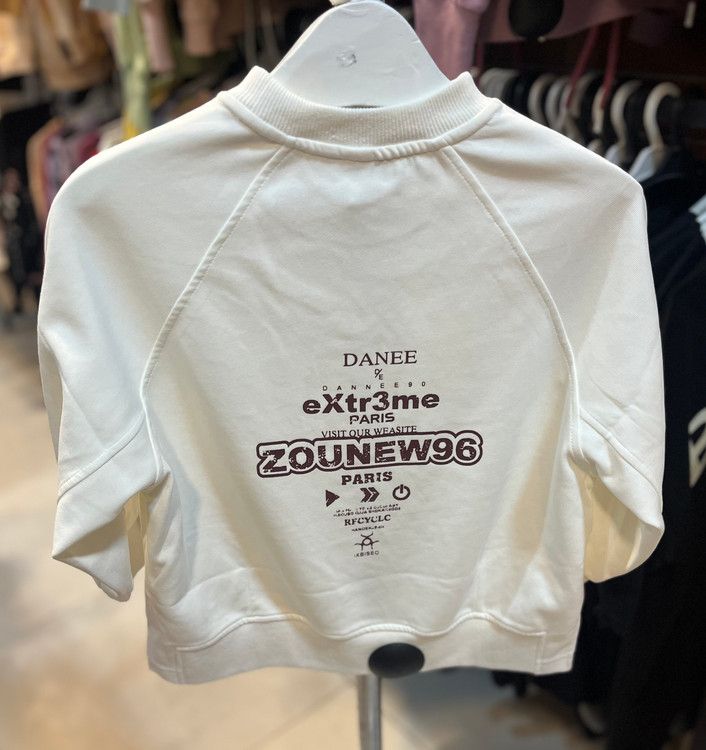 DANEE
%E
DANNEE90
eXtr3me
PARIS
VISIT OUR WEASITE
ZOUNEW96
PARIS
RFCYCLC